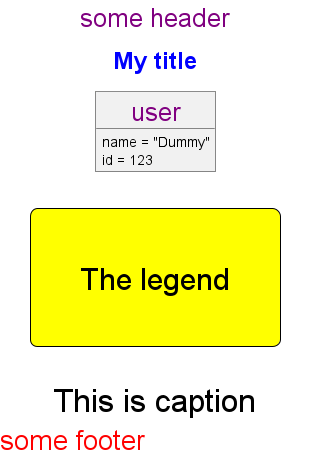 some header
My title
user
name = "Dummy"
id = 123
The legend
This is caption
some footer